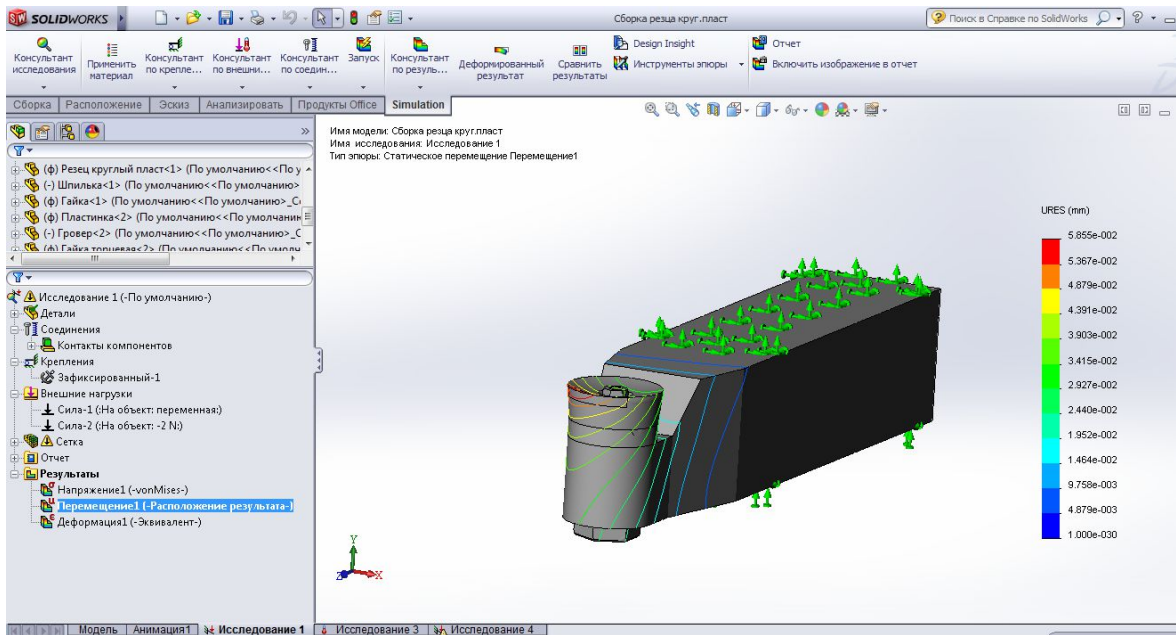 SOLIDWORKS
Сборка резца круг.пласт
Поиск в Справке по SolidWorks
Консультант исследования
Применить материал
Консультант по крепле...
Консультант по внешни...
Консультант по соедин...
Запуск
Консультант по резуль...
Деформированный результат
Сравнить результаты
Design Insight
Инструменты эпюры
Отчет
Включить изображение в отчет
Сборка
Расположение
Эскиз
Анализировать
Продукты Office
Simulation
Имя модели: Сборка резца круг.пласт
Имя исследования: Исследование 1
Тип эпюры: Статическое перемещение Перемещение1
(ф) Резец круглый пласт<1> (По умолчанию<<По у
(-) Шпилька<1> (По умолчанию<<По умолчанию>
(ф) Гайка<1> (По умолчанию<<По умолчанию>_Со
(ф) Пластинка<2> (По умолчанию<<По умолчани
(-) Гровер<2> (По умолчанию<<По умолчанию>_С
(ф) Гайка торцевая<2> (По умолчанию<<По умолч
Исследование 1 (-По умолчанию-)
Детали
Соединения
Контакты компонентов
Крепления
Зафиксированный-1
Внешние нагрузки
Сила-1 (:На объект: переменная:)
Сила-2 (:На объект: -2 N:)
Сетка
Отчет
Результаты
Напряжение1 (-vonMises-)
Перемещение1 (-Расположение результата-)
Деформация1 (-Эквивалент-)
URES (mm)
5.855e-002
5.367e-002
4.879e-002
4.391e-002
3.903e-002
3.415e-002
2.927e-002
2.440e-002
1.952e-002
1.464e-002
9.758e-003
4.879e-003
1.000e-030
Y
Z
X
Модель
Анимация1
Исследование 1
Исследование 3
Исследование 4